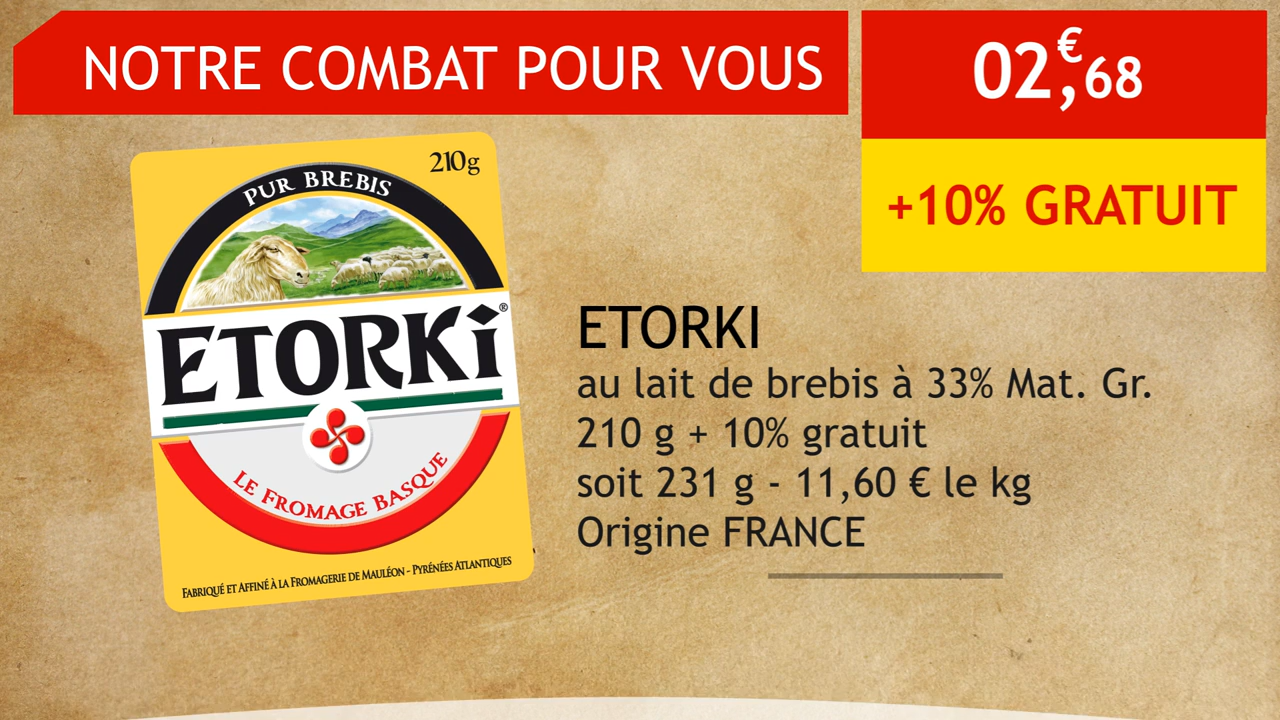 NOTRE COMBAT POUR VOUS
02,€68
+10% GRATUIT
210g
PUR BREBIS
ETORKI®
LE FROMAGE BASQUE
FABRIQUÉ ET AFFINÉ À LA FROMAGERIE DE MAULÉON - PYRÉNÉES ATLANTIQUES
ETORKI
au lait de brebis à 33% Mat. Gr.
210 g + 10% gratuit
soit 231 g - 11,60 € le kg
Origine FRANCE